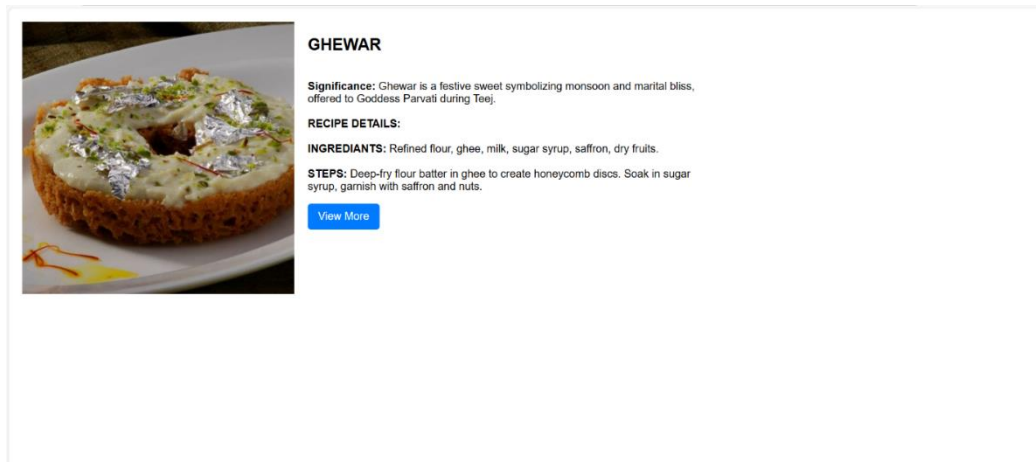 GHEWAR
Significance: Ghewar is a festive sweet symbolizing monsoon and marital bliss,
offered to Goddess Parvati during Teej.
RECIPE DETAILS:
INGREDIANTS: Refined flour, ghee, milk, sugar syrup, saffron, dry fruits.
STEPS: Deep-fry flour batter in ghee to create honeycomb discs. Soak in sugar
syrup, garnish with saffron and nuts.
View More